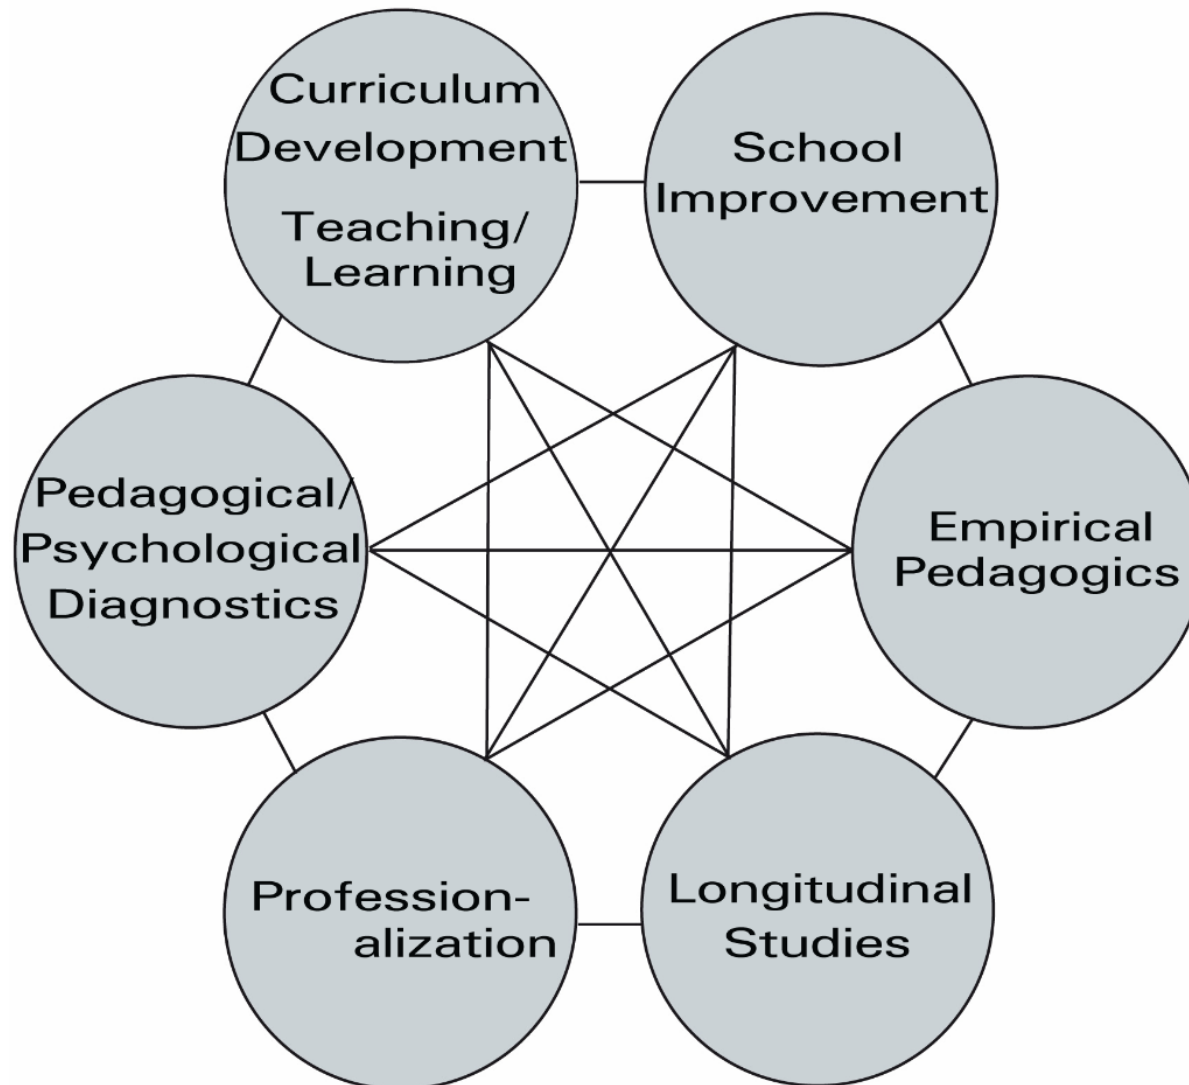 Curriculum
Development
Teaching/
Learning
School
Improvement
Pedagogical/
Psychological
Diagnostics
Empirical
Pedagogics
Profession-
alization
Longitudinal
Studies